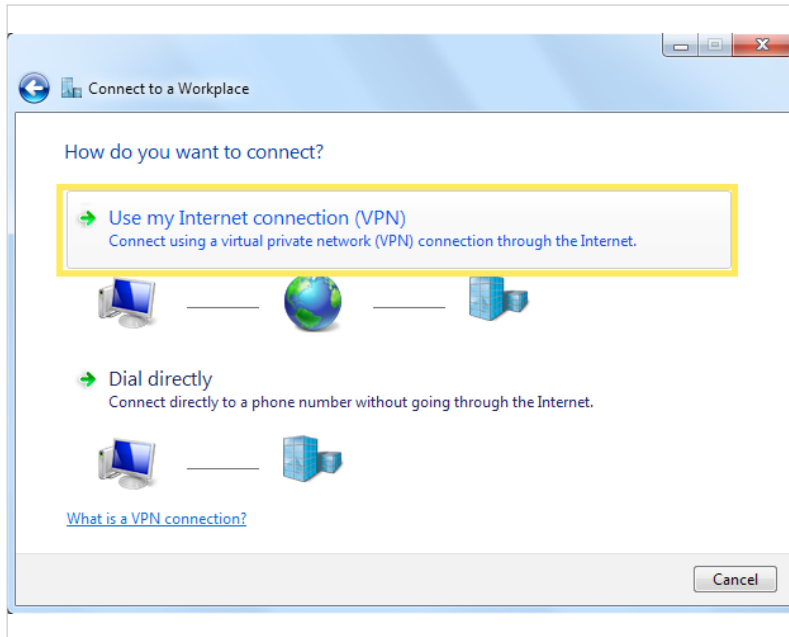 Connect to a Workplace
How do you want to connect?
Use my Internet connection (VPN)
Connect using a virtual private network (VPN) connection through the Internet.
Dial directly
Connect directly to a phone number without going through the Internet.
What is a VPN connection?
Cancel